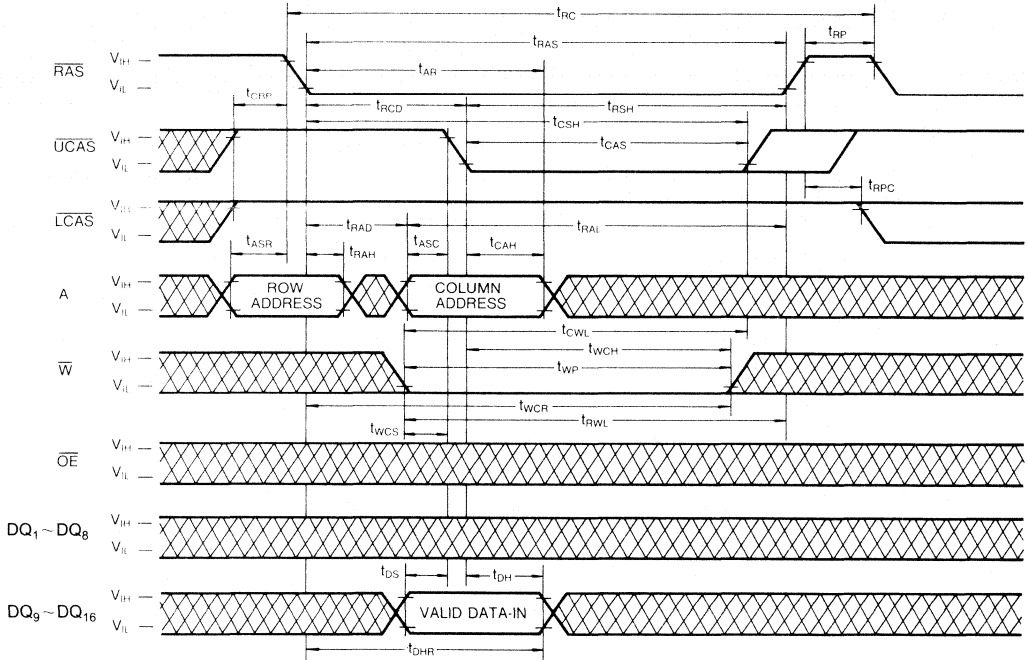 tRC
tRAS
tRP
RAS
VIH
VIL
tAR
tCRP
tRCD
tRSH
tCSH
UCAS
VIH
VIL
tCAS
tRPC
LCAS
VIH
VIL
tRAD
tRAL
tASR
tRAH
tASC
tCAH
A
VIH
VIL
ROW
ADDRESS
COLUMN
ADDRESS
tCWL
tWCH
W
VIH
VIL
tWP
tWCR
tWCS
tRWL
OE
VIH
VIL
DQ1~DQ8
VIH
VIL
tDS
tDH
DQ9~DQ16
VIH
VIL
VALID DATA-IN
tDHR